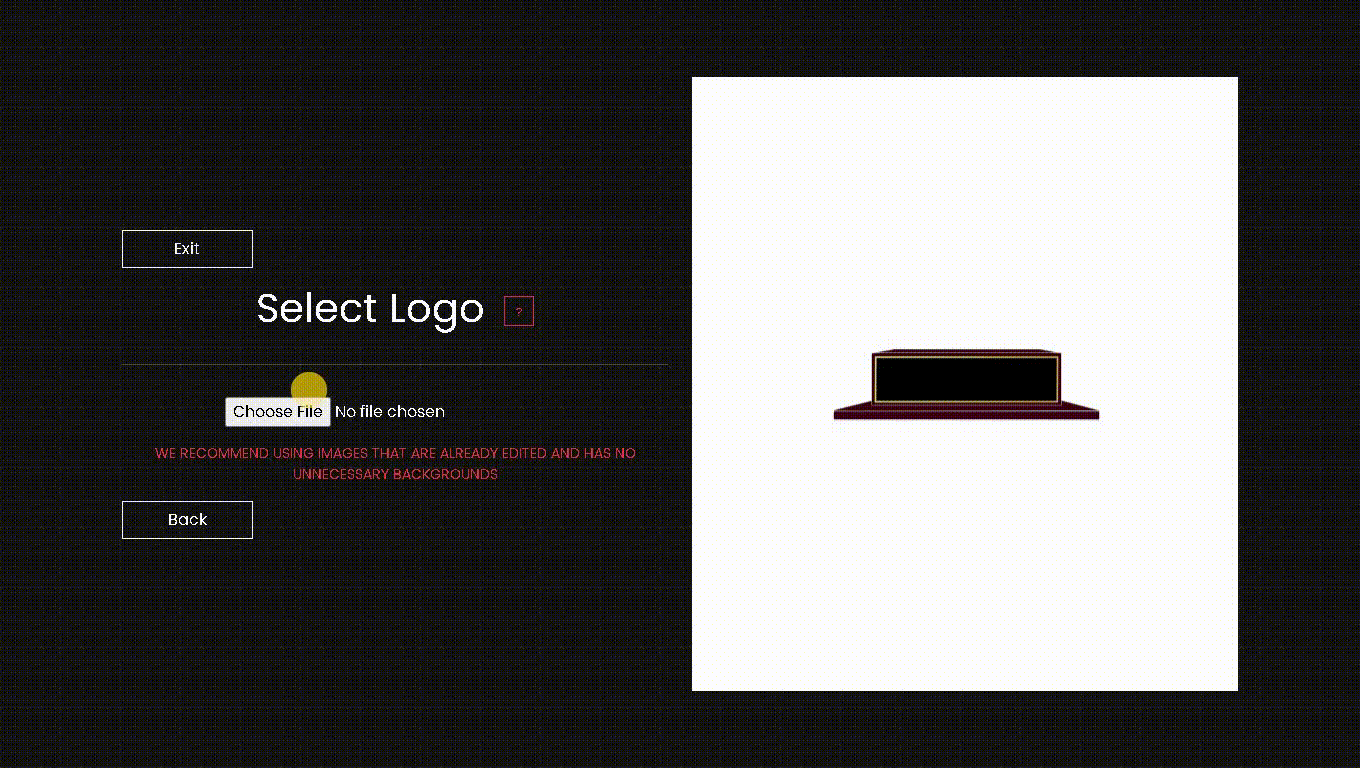 Exit
Select Logo ?
Choose File No file chosen
WE RECOMMEND USING IMAGES THAT ARE ALREADY EDITED AND HAS NO
UNNECESSARY BACKGROUNDS
Back